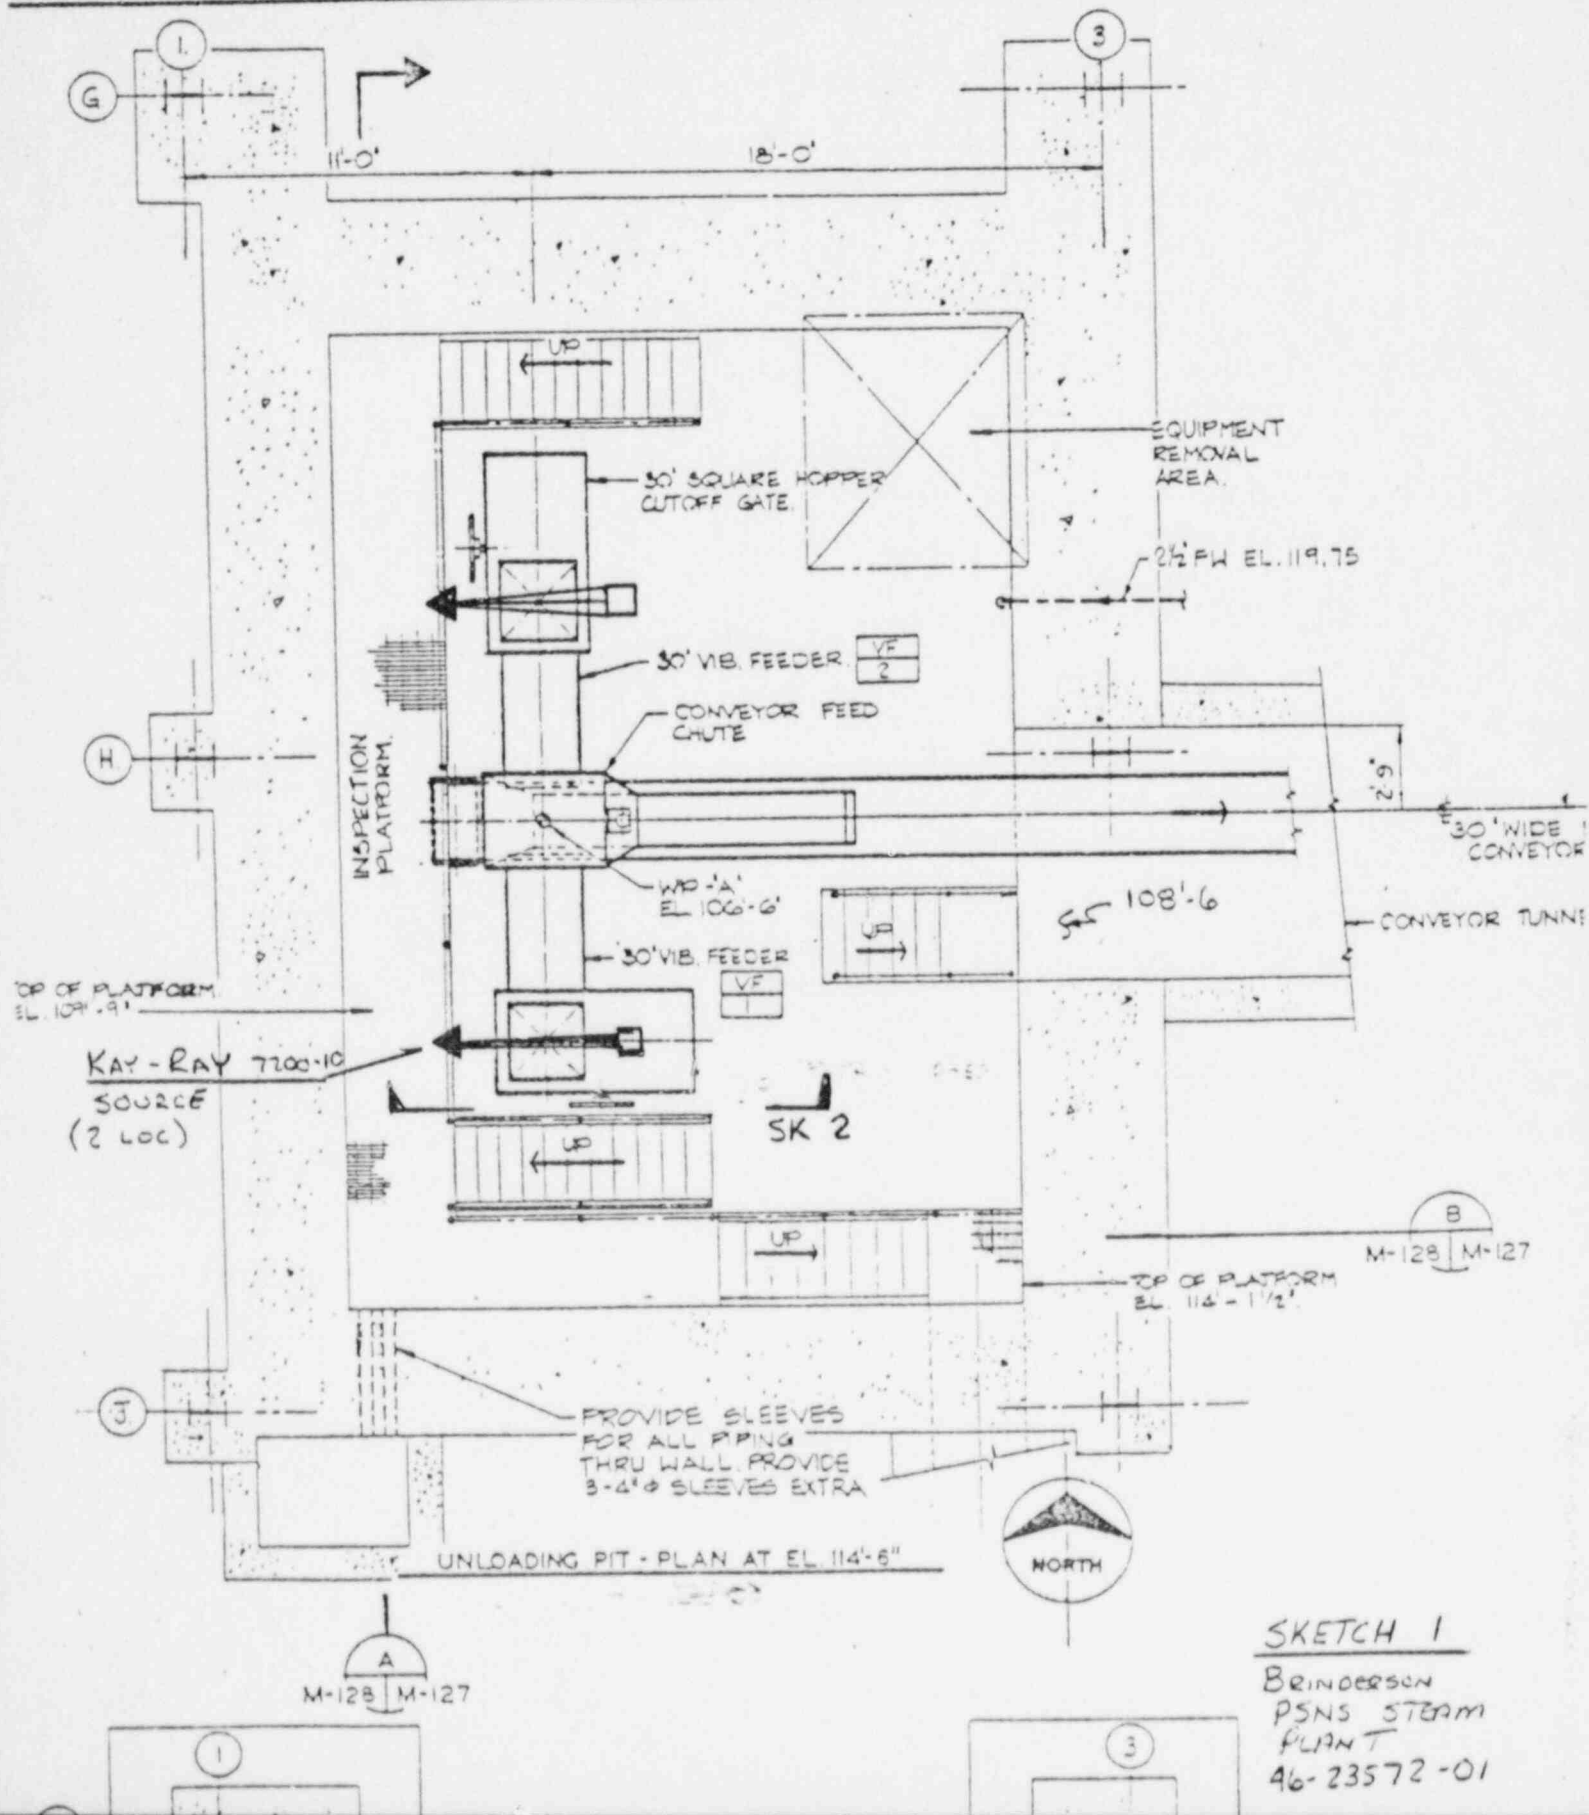 1
3
G
11'-0"
18'-0"
UP
EQUIPMENT
REMOVAL
AREA.
30" SQUARE HOPPER
CUTOFF GATE.
2½" FW EL. 119.75
30" VIB. FEEDER
VF
2
CONVEYOR FEED
CHUTE
H
INSPECTION
PLATFORM.
2'-9"
30" WIDE
CONVEYOR
WP-'A'
EL. 106'-6"
108'-6
UP
CONVEYOR TUNNE
30" VIB. FEEDER
VF
1
TOP OF PLATFORM
EL. 109'-9"
KAY-RAY 7200-10
SOURCE
(2 LOC)
SK 2
UP
UP
B
M-128 M-127
TOP OF PLATFORM
EL. 114'-1 1/2"
J
PROVIDE SLEEVES
FOR ALL PIPING
THRU WALL. PROVIDE
3-4"φ SLEEVES EXTRA
NORTH
UNLOADING PIT - PLAN AT EL. 114'-6"
A
M-128 M-127
SKETCH 1
BRINDERSON
PSNS STEAM
PLANT
46-23572-01
1
3